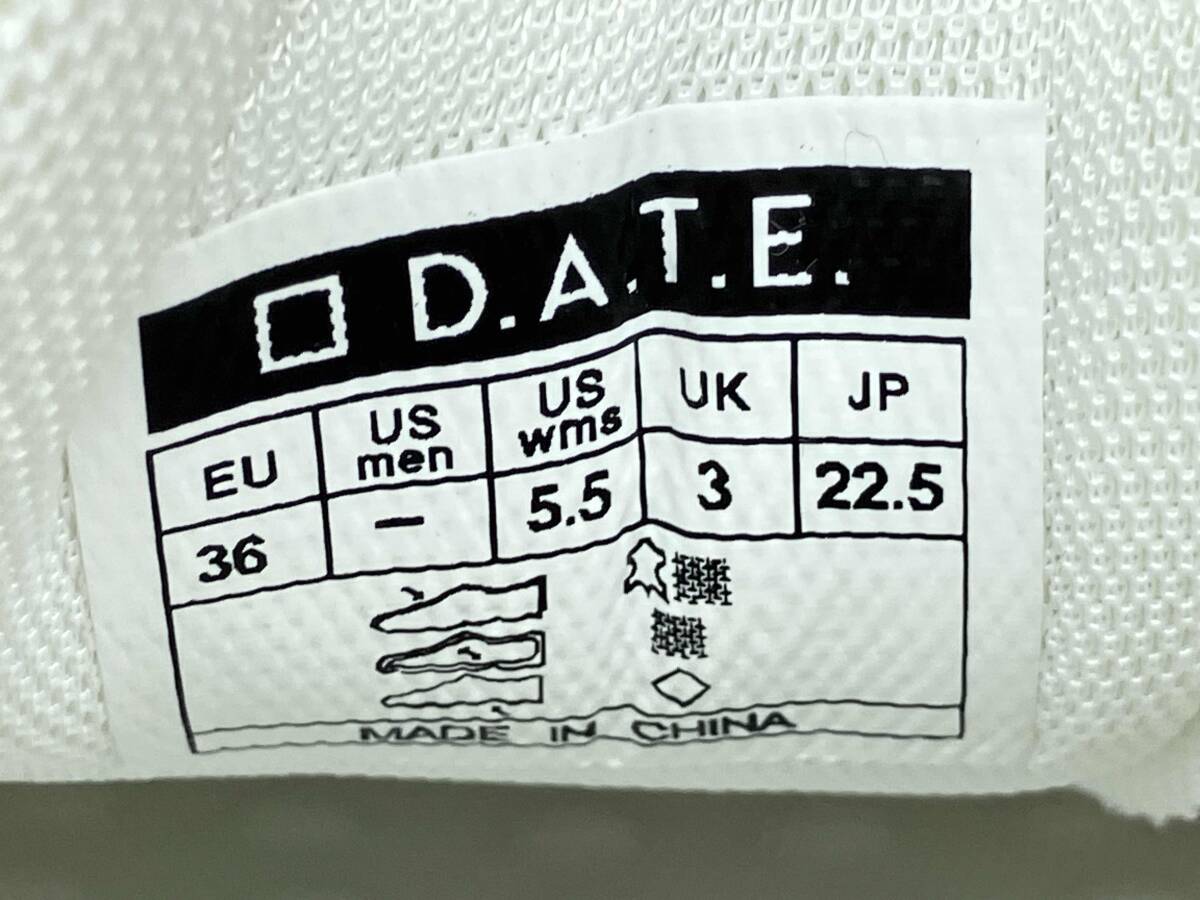 D.A.T.E.
EU US men US wms UK JP
36 – 5.5 3 22.5
MADE IN CHINA